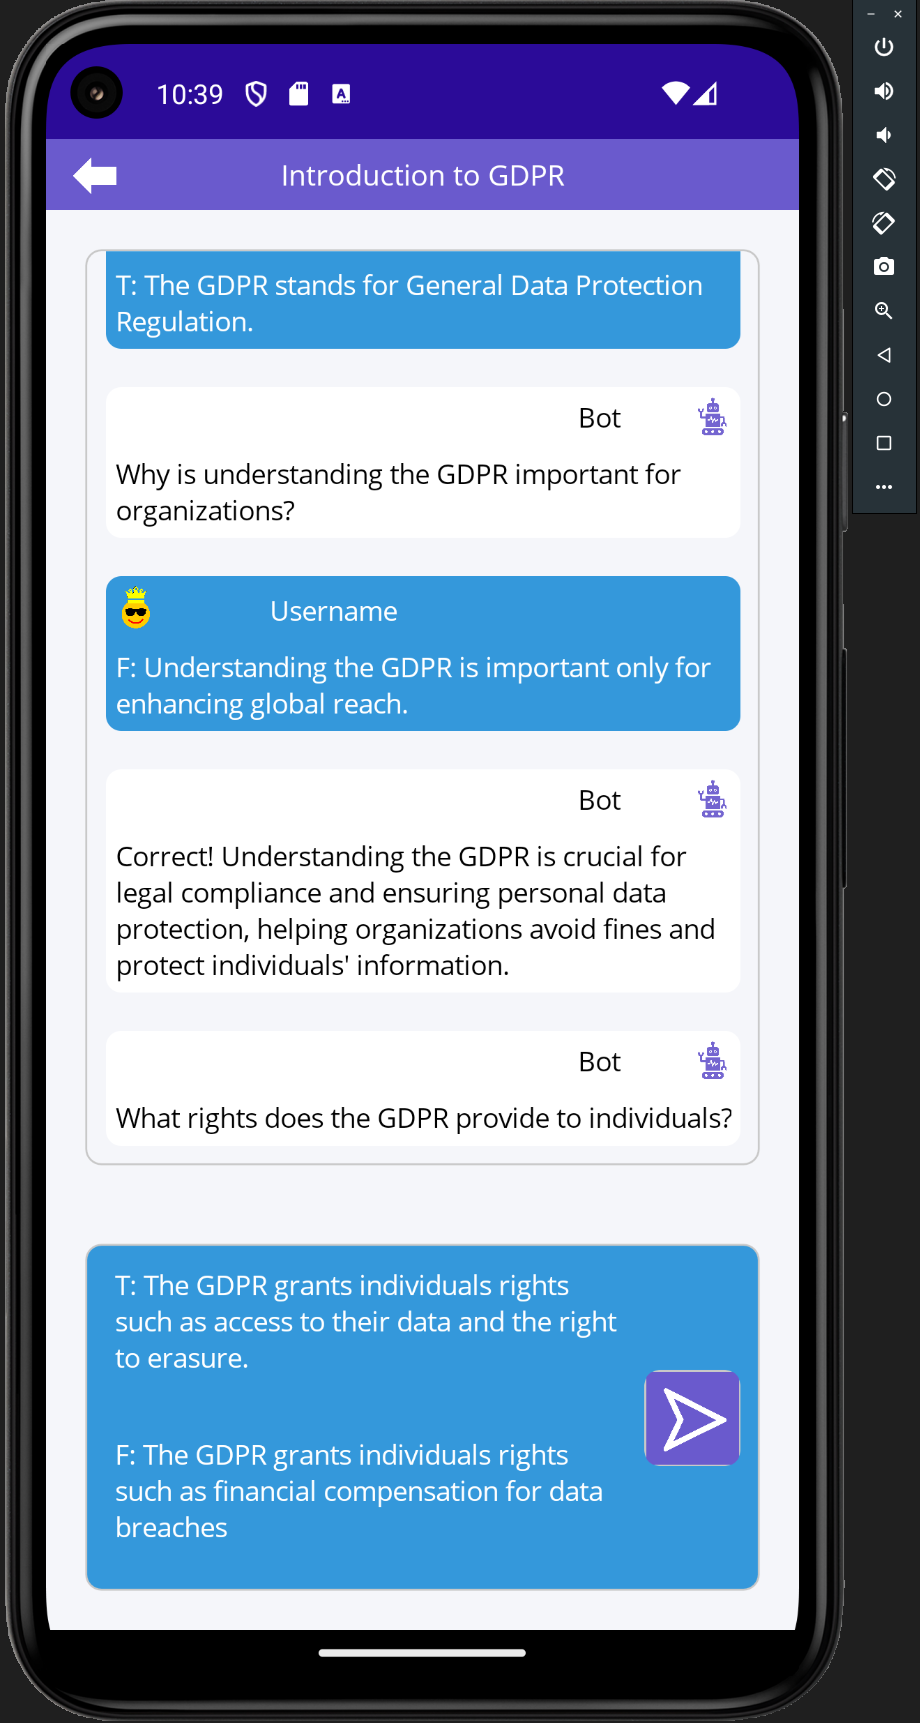 10:39
A
Introduction to GDPR
T: The GDPR stands for General Data Protection
Regulation.
Bot
Why is understanding the GDPR important for
organizations?
Username
F: Understanding the GDPR is important only for
enhancing global reach.
Bot
Correct! Understanding the GDPR is crucial for
legal compliance and ensuring personal data
protection, helping organizations avoid fines and
protect individuals' information.
Bot
What rights does the GDPR provide to individuals?
T: The GDPR grants individuals rights
such as access to their data and the right
to erasure.
F: The GDPR grants individuals rights
such as financial compensation for data
breaches